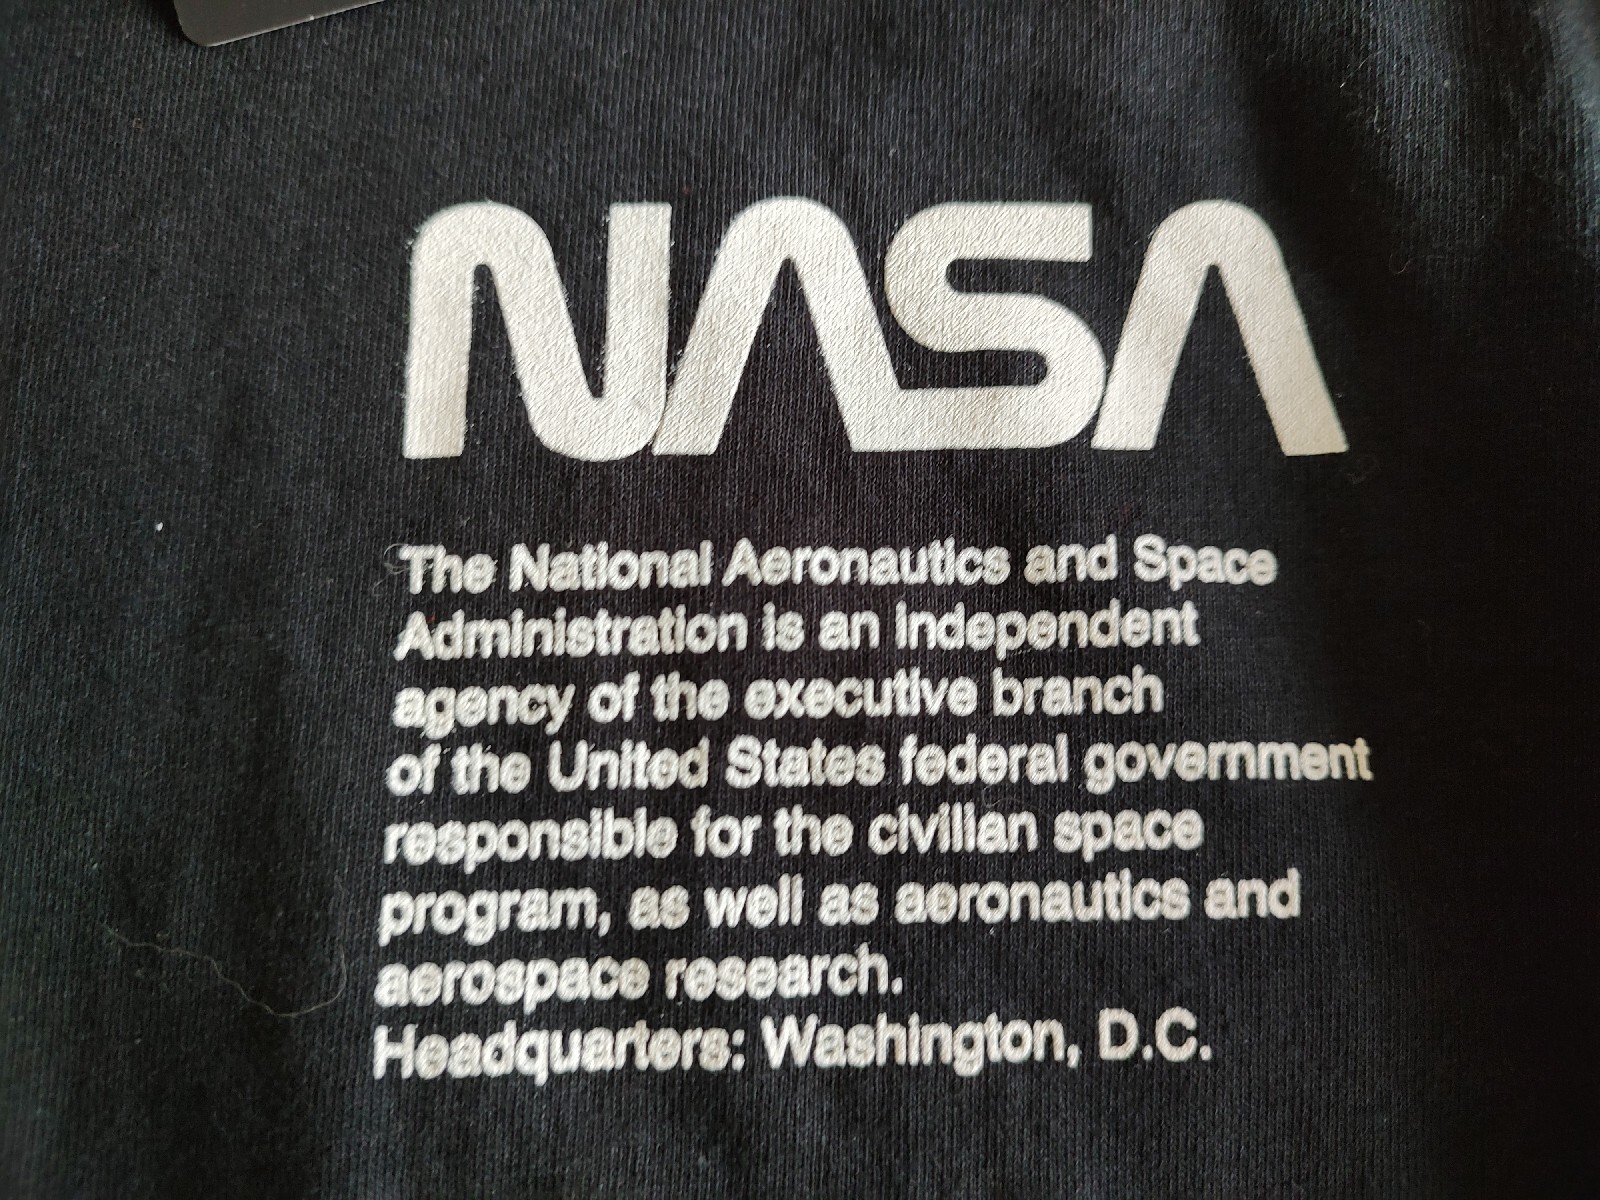 NASA
The National Aeronautics and Space
Administration is an independent
agency of the executive branch
of the United States federal government
responsible for the civilian space
program, as well as aeronautics and
aerospace research.
Headquarters: Washington, D.C.